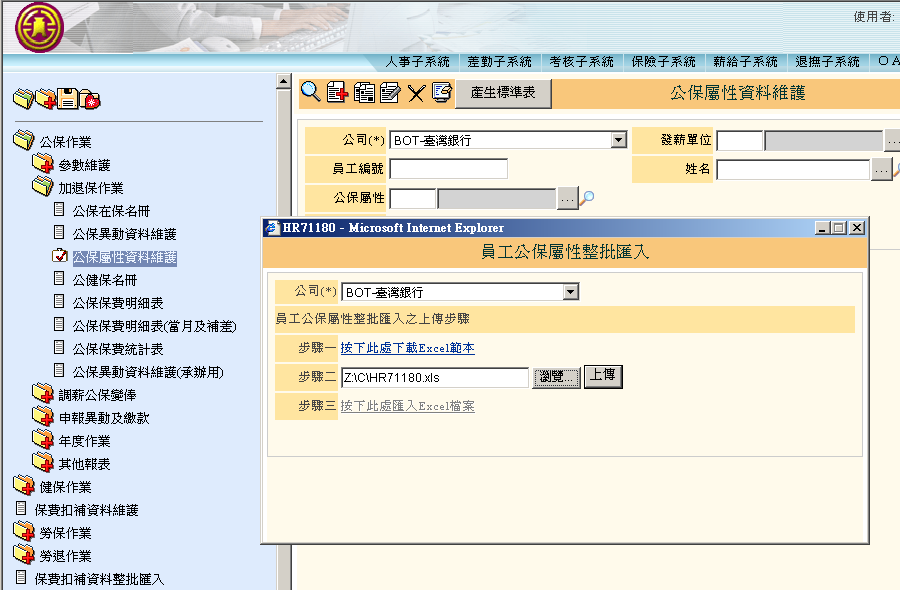 使用者:
人事子系統 差勤子系統 考核子系統 保險子系統 薪給子系統 退撫子系統 OA
產生標準表 公保屬性資料維護
公司(*) BOT-臺灣銀行 發薪單位 ...
員工編號 姓名 ...
公保屬性 ...
公保作業
參數維護
加退保作業
公保在保名冊
公保異動資料維護
公保屬性資料維護
公健保名冊
公保保費明細表
公保保費明細表(當月及補差)
公保保費統計表
公保異動資料維護(承辦用)
調薪公保變俸
申報異動及繳款
年度作業
其他報表
健保作業
保費扣補資料維護
勞保作業
勞退作業
保費扣補資料整批匯入
HR71180 - Microsoft Internet Explorer
員工公保屬性整批匯入
公司(*) BOT-臺灣銀行
員工公保屬性整批匯入之上傳步驟
步驟一 按下此處下載Excel範本
步驟二 Z:\C\HR71180.xls 瀏覽... 上傳
步驟三 按下此處匯入Excel檔案